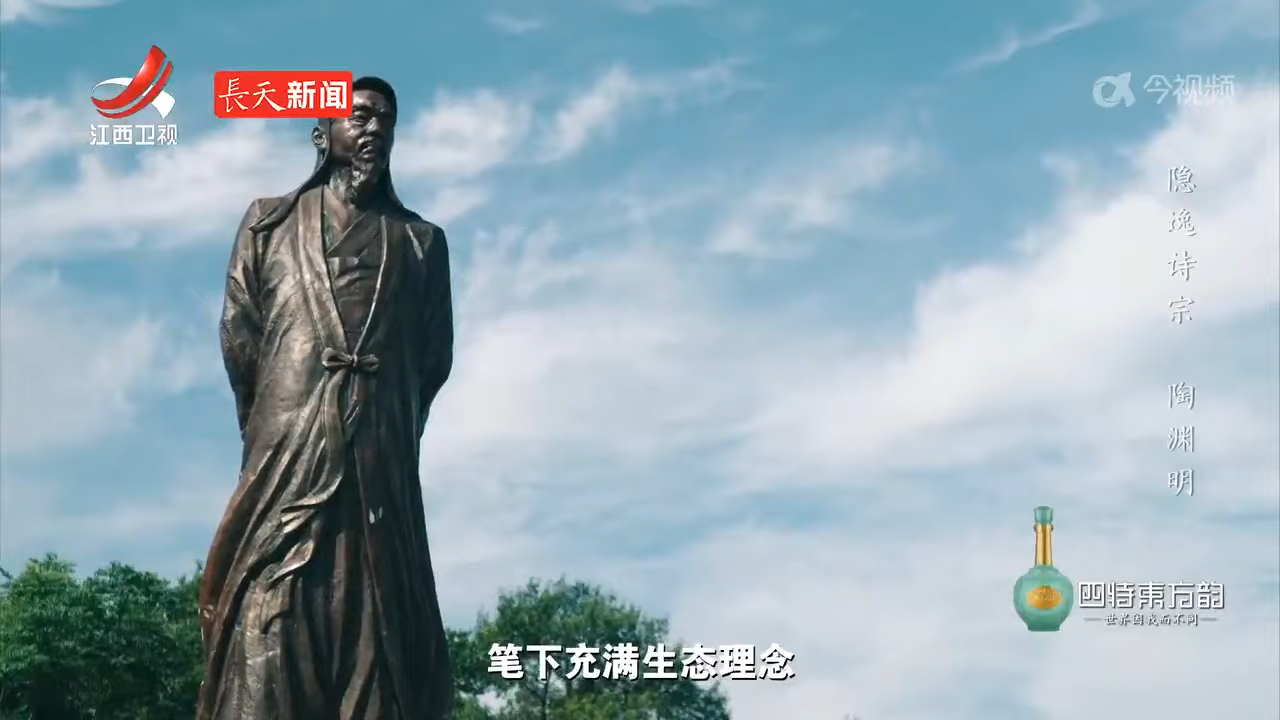 江西卫视
長天新闻
今视频
隐逸诗宗 陶渊明
四特東方韵
世界因我而不同
笔下充满生态理念